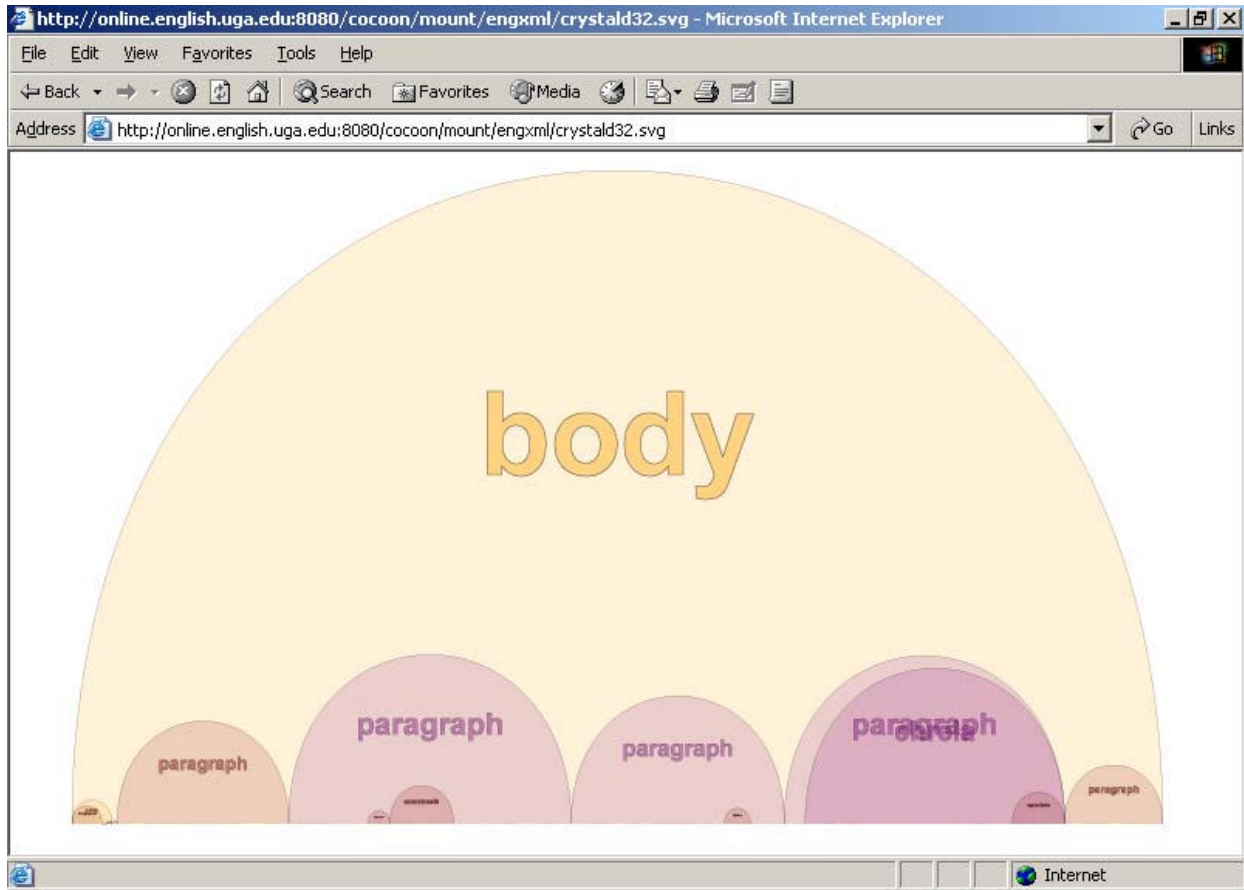 http://online.english.uga.edu:8080/cocoon/mount/engxml/crystald32.svg - Microsoft Internet Explorer
File Edit View Favorites Tools Help
Back Search Favorites Media
Address http://online.english.uga.edu:8080/cocoon/mount/engxml/crystald32.svg Go Links
body
paragraph
paragraph
paragraph
paragraph
paragraph
Internet